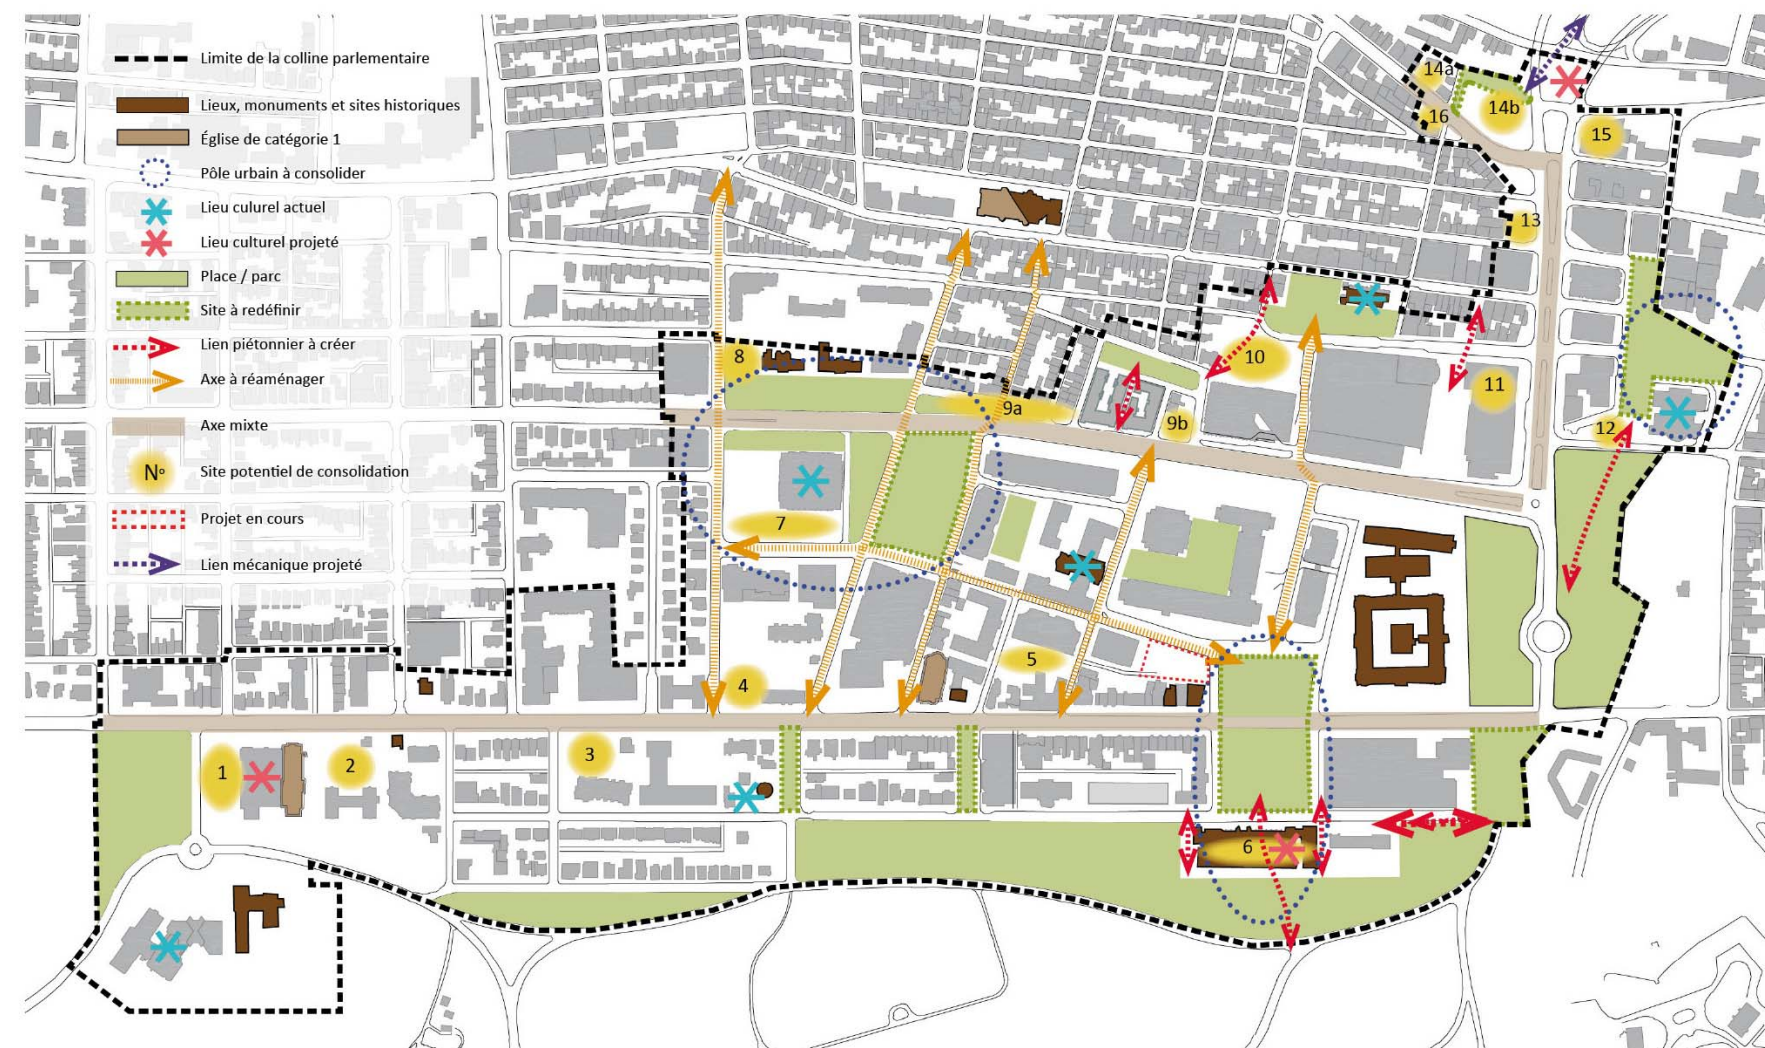 Limite de la colline parlementaire
Lieux, monuments et sites historiques
Église de catégorie 1
Pôle urbain à consolider
Lieu culurel actuel
Lieu culturel projeté
Place / parc
Site à redéfinir
Lien piétonnier à créer
Axe à réaménager
Axe mixte
Nº Site potentiel de consolidation
Projet en cours
Lien mécanique projeté
14a
14b
16
15
13
8
10
11
9a
9b
12
7
5
4
3
1
2
6